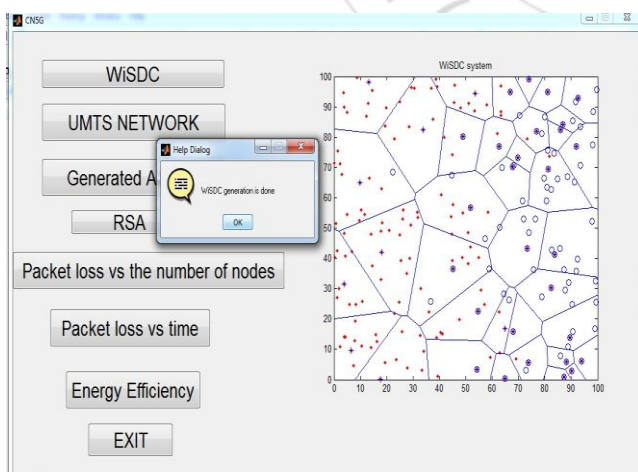 CN5G
WiSDC
UMTS NETWORK
Generated A
RSA
Packet loss vs the number of nodes
Packet loss vs time
Energy Efficiency
EXIT
Help Dialog
WiSDC generation is done
OK
WiSDC system
100
90
80
70
60
50
40
30
20
10
0
0 10 20 30 40 50 60 70 80 90 100